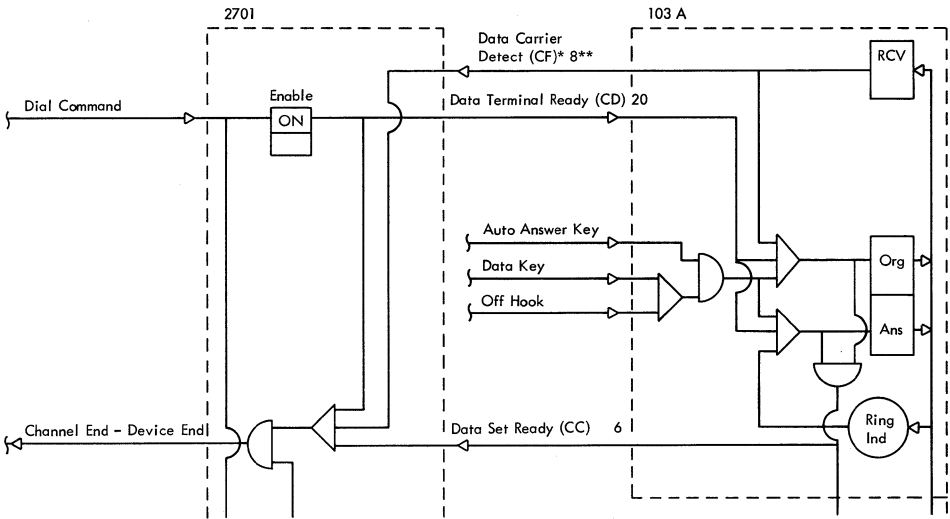 2701
103 A
Data Carrier
Detect (CF)* 8**
RCV
Dial Command
Enable
ON
Data Terminal Ready (CD) 20
Auto Answer Key
Data Key
Off Hook
Org
Ans
Ring
Ind
Channel End - Device End
Data Set Ready (CC) 6